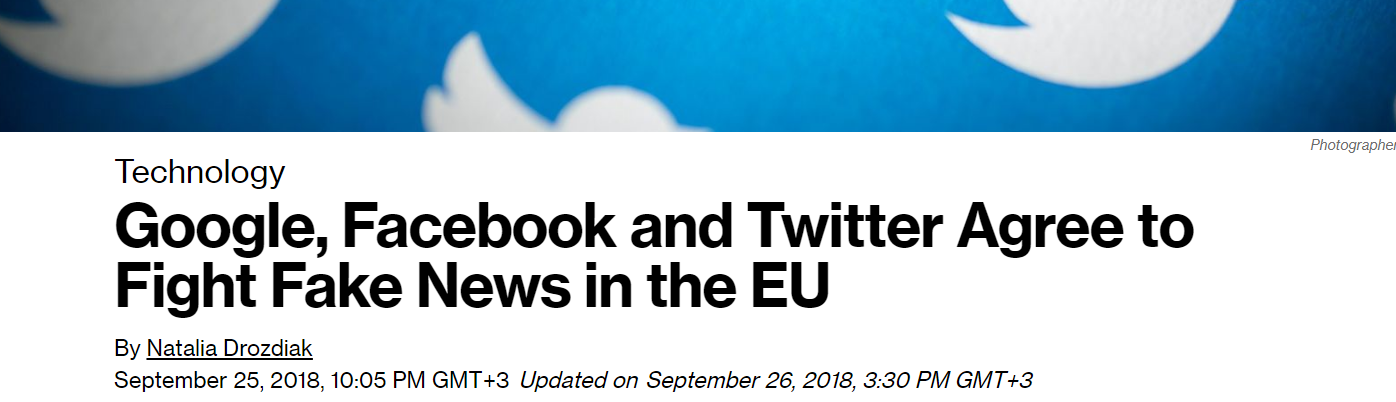 Photographer
Technology
Google, Facebook and Twitter Agree to
Fight Fake News in the EU
By Natalia Drozdiak
September 25, 2018, 10:05 PM GMT+3 Updated on September 26, 2018, 3:30 PM GMT+3